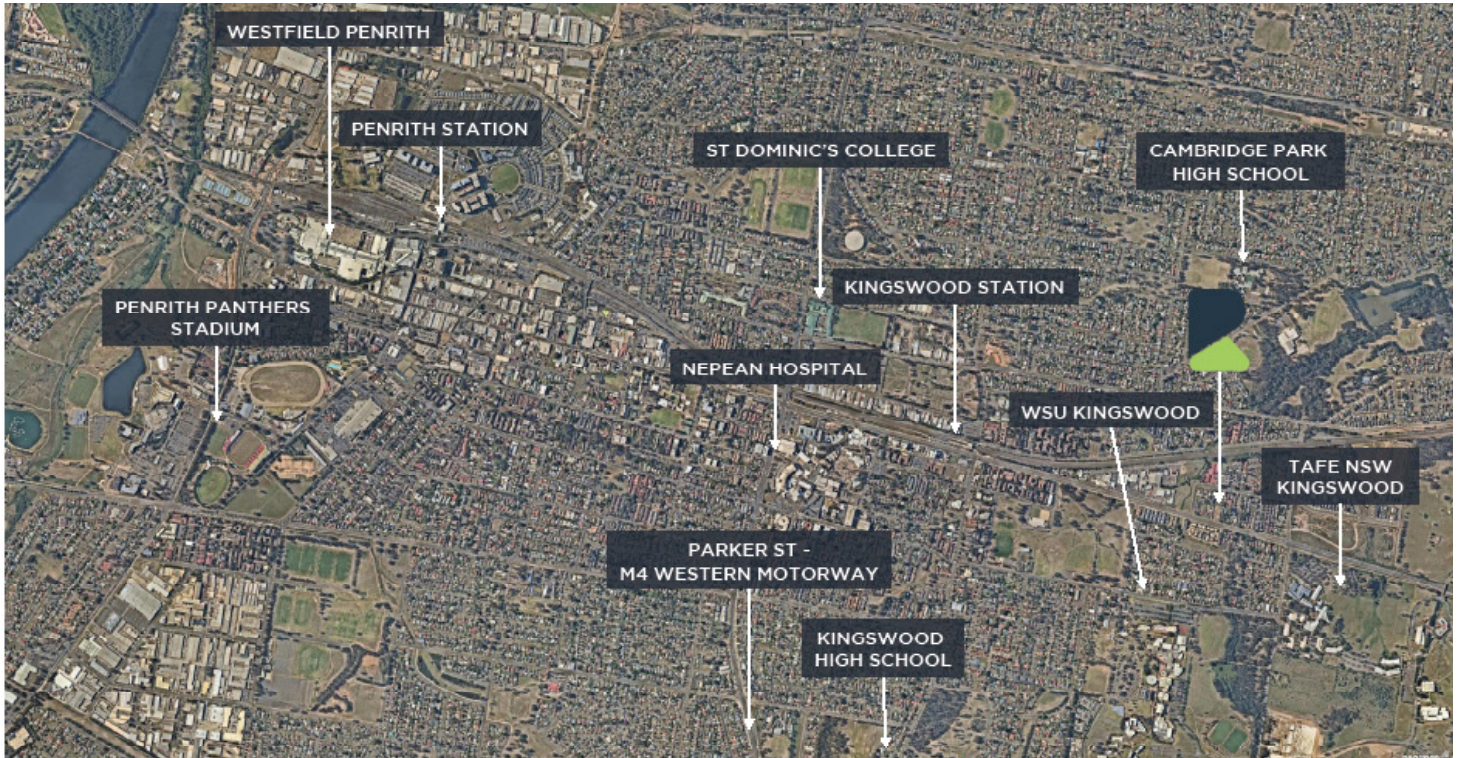 WESTFIELD PENRITH
PENRITH STATION
ST DOMINIC'S COLLEGE
CAMBRIDGE PARK
HIGH SCHOOL
KINGSWOOD STATION
PENRITH PANTHERS
STADIUM
NEPEAN HOSPITAL
WSU KINGSWOOD
TAFE NSW
KINGSWOOD
PARKER ST -
M4 WESTERN MOTORWAY
KINGSWOOD
HIGH SCHOOL